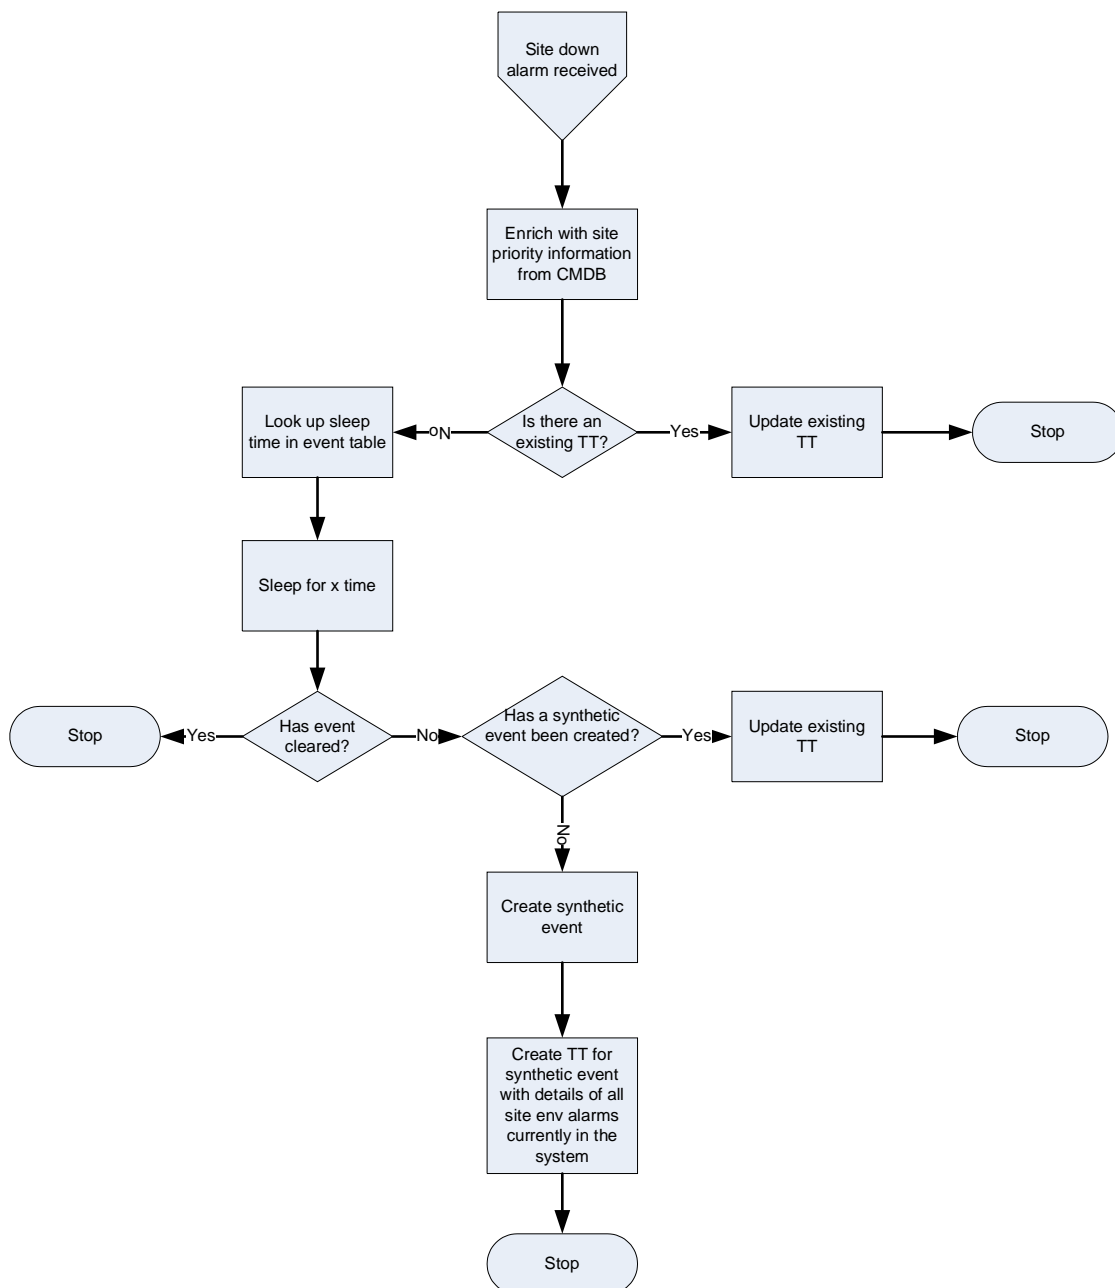 Site down
alarm received
Enrich with site
priority information
from CMDB
Look up sleep
time in event table
No
Is there an
existing TT?
Yes
Update existing
TT
Stop
Sleep for x time
Stop
Yes
Has event
cleared?
No
Has a synthetic
event been created?
Yes
Update existing
TT
Stop
No
Create synthetic
event
Create TT for
synthetic event
with details of all
site env alarms
currently in the
system
Stop